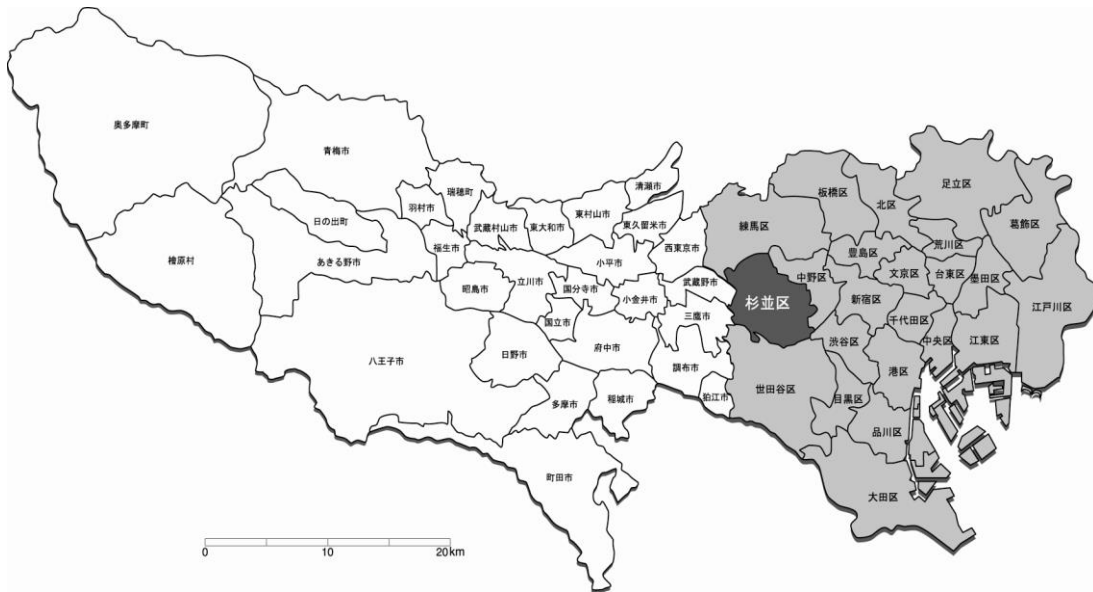 奥多摩町
青梅市
瑞穂町
清瀬市
羽村市
日の出町
武蔵村山市
東大和市
東村山市
東久留米市
檜原村
あきる野市
福生市
小平市
西東京市
昭島市
立川市
国分寺市
小金井市
武蔵野市
三鷹市
国立市
八王子市
日野市
府中市
調布市
多摩市
稲城市
狛江市
町田市
板橋区
北区
足立区
練馬区
葛飾区
豊島区
荒川区
中野区
文京区
台東区
墨田区
杉並区
新宿区
江戸川区
千代田区
渋谷区
中央区
江東区
港区
世田谷区
目黒区
品川区
大田区
0 10 20km